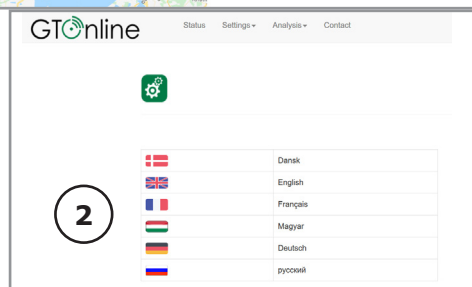 GTOnline Status Settings Analysis Contact
Dansk
English
Français
2
Magyar
Deutsch
русский